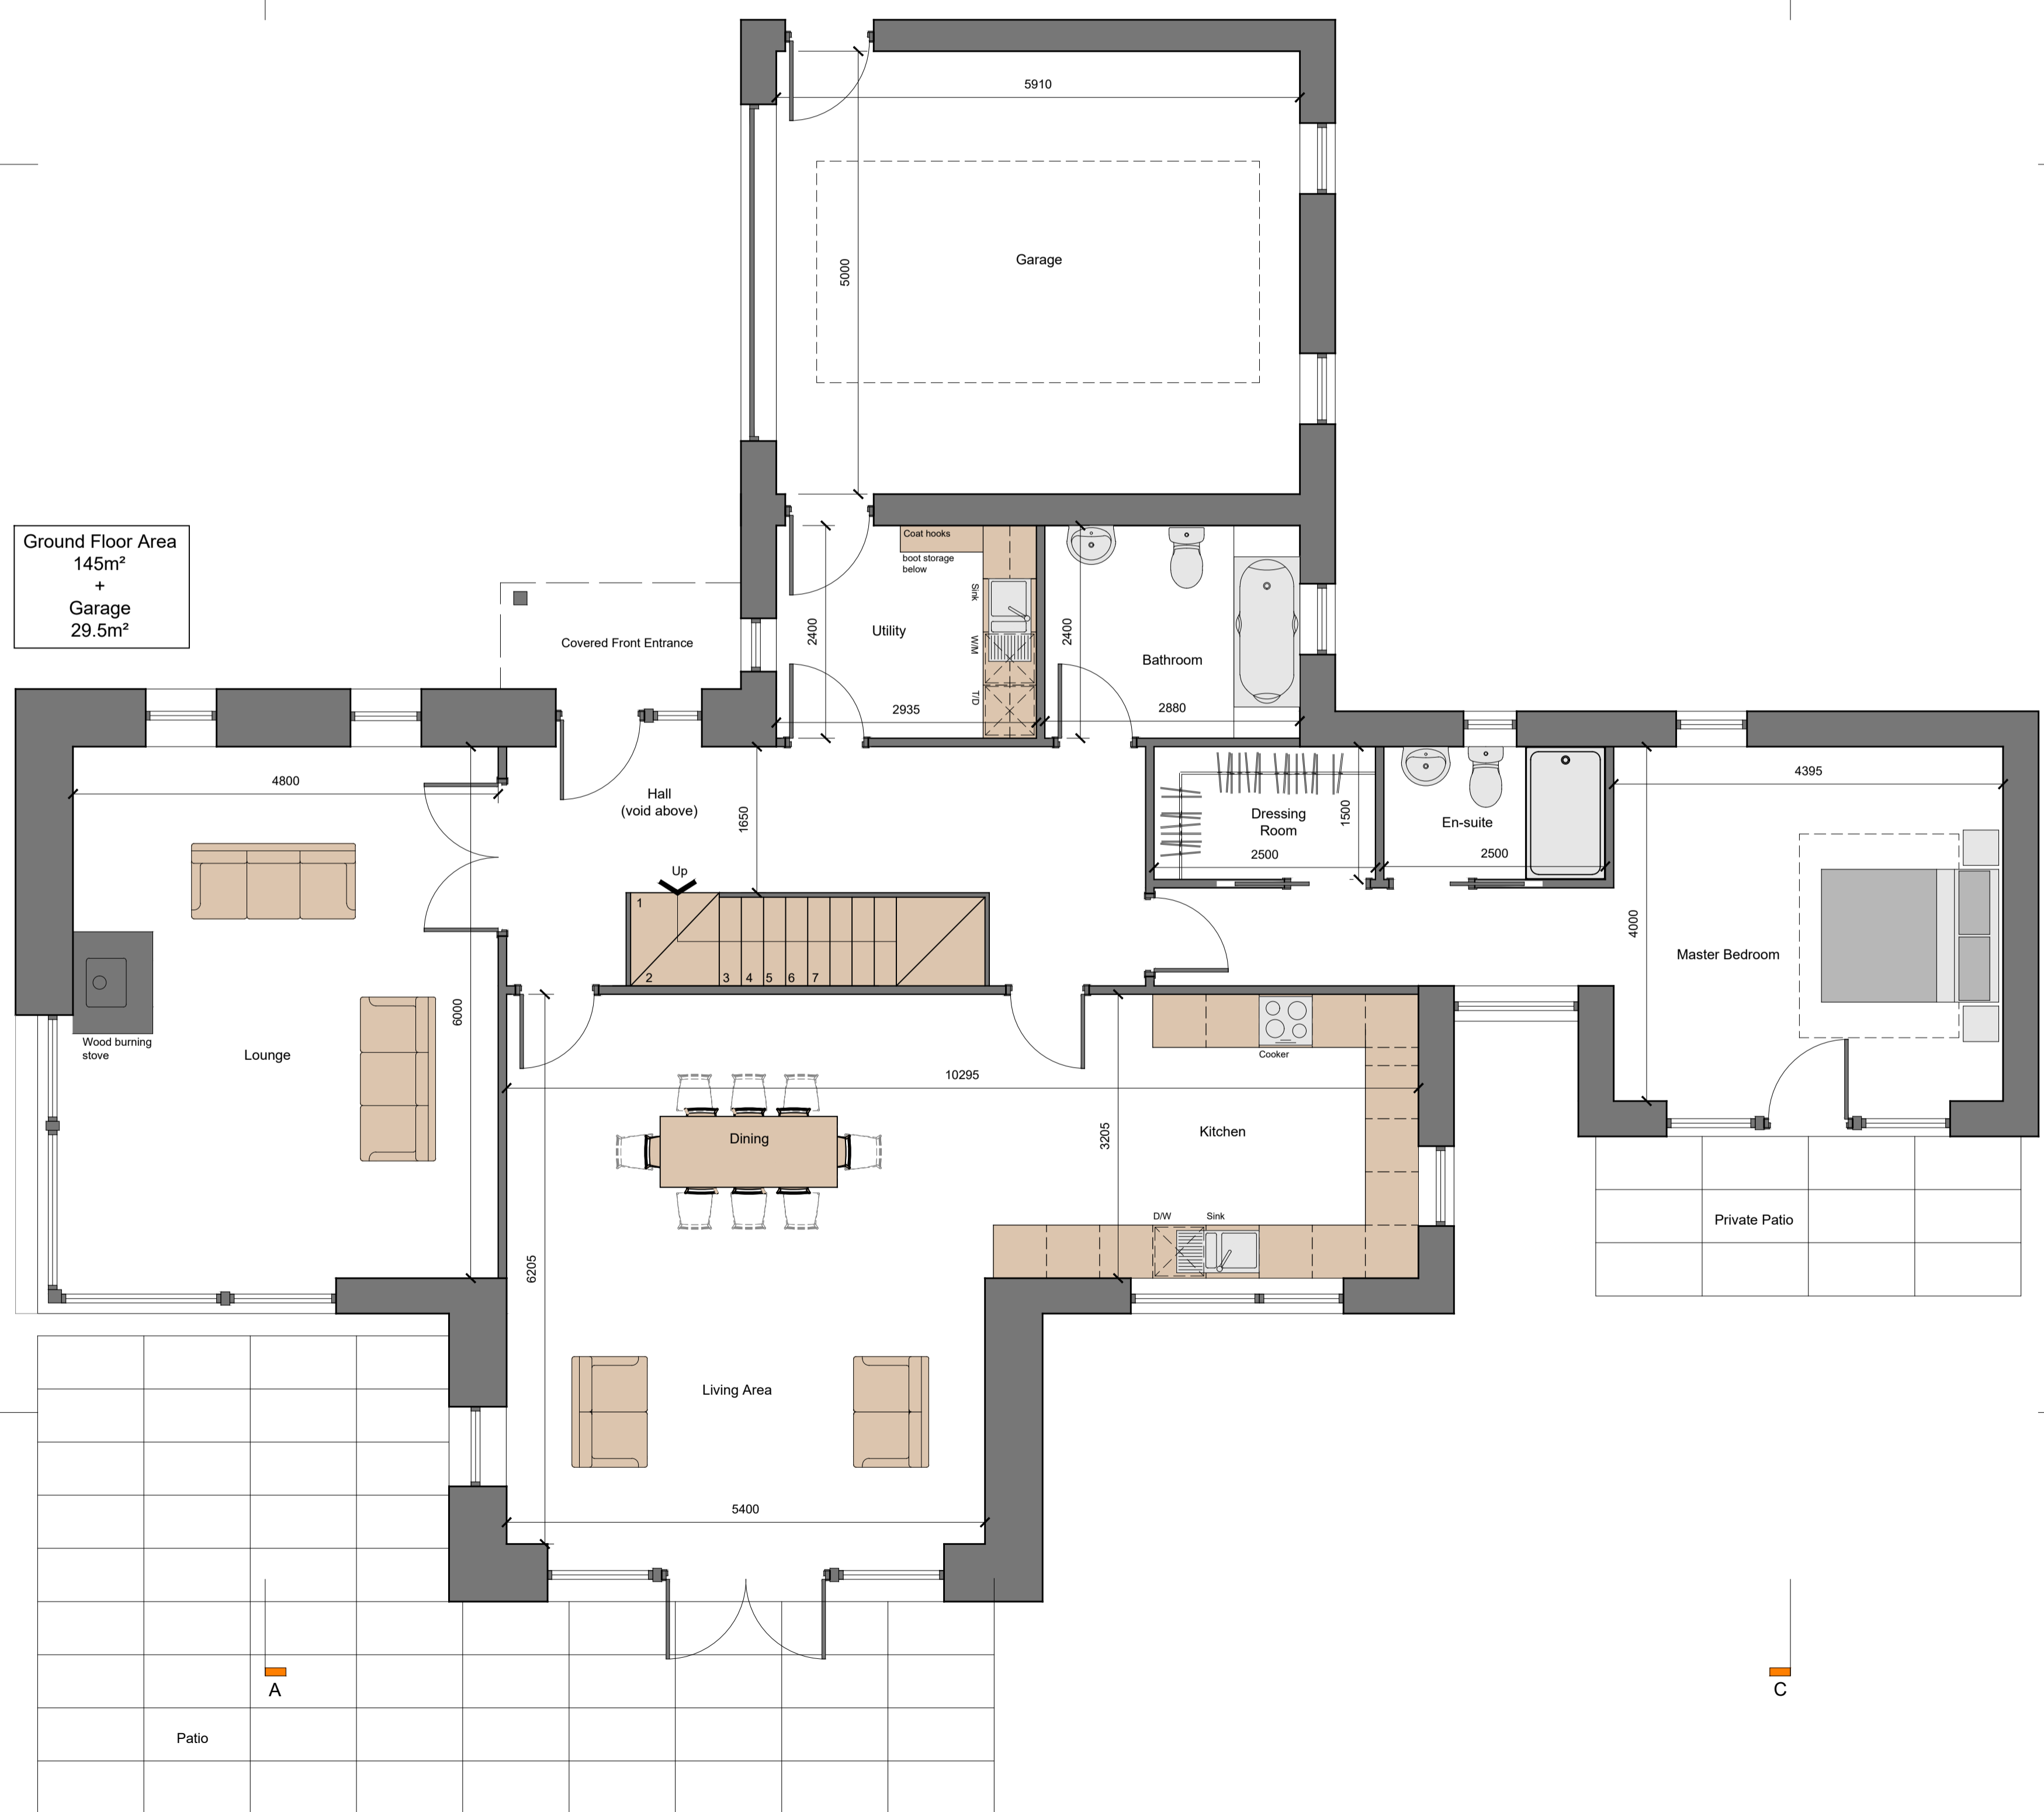 5910
5000
Garage
Ground Floor Area
145m²
+
Garage
29.5m²
Coat hooks
boot storage
below
Sink
W/M
T/D
2400
Utility
2935
Covered Front Entrance
2400
Bathroom
2880
4800
Hall
(void above)
1650
Up
Dressing
Room
1500
2500
En-suite
2500
4395
4000
Master Bedroom
1
2
3
4
5
6
7
6000
Wood burning
stove
Lounge
Cooker
10295
Dining
3205
Kitchen
D/W
Sink
Private Patio
6205
Living Area
5400
A
C
Patio